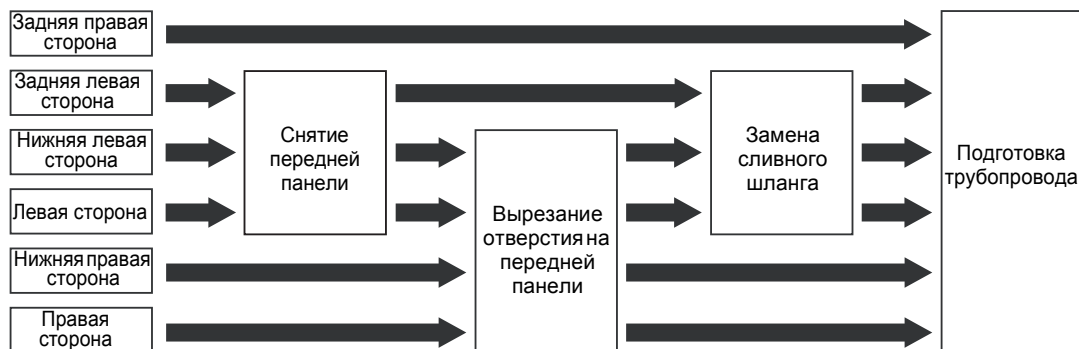 Задняя правая
сторона
Задняя левая
сторона
Нижняя левая
сторона
Левая сторона
Нижняя правая
сторона
Правая
сторона
Снятие
передней
панели
Вырезание
отверстия на
передней
панели
Замена
сливного
шланга
Подготовка
трубопровода